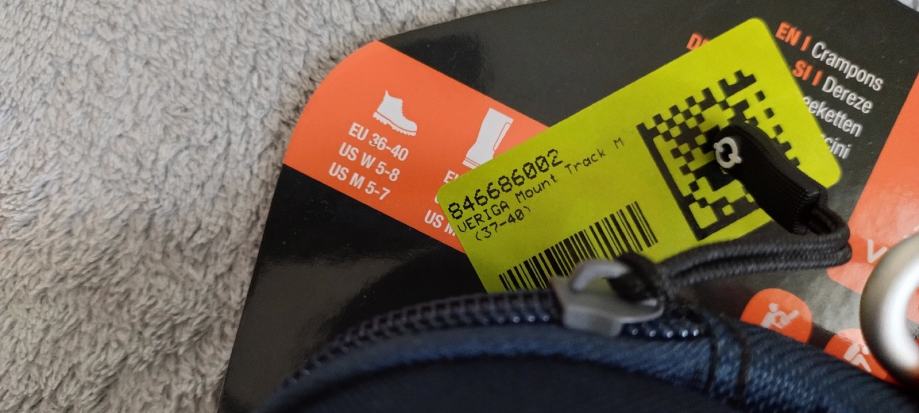 EN | Crampons
SI | Dereze
EU 36-40
US W 5-8
US M 5-7
US M
846686002
VERIGA Mount Track M
(37-40)
Q